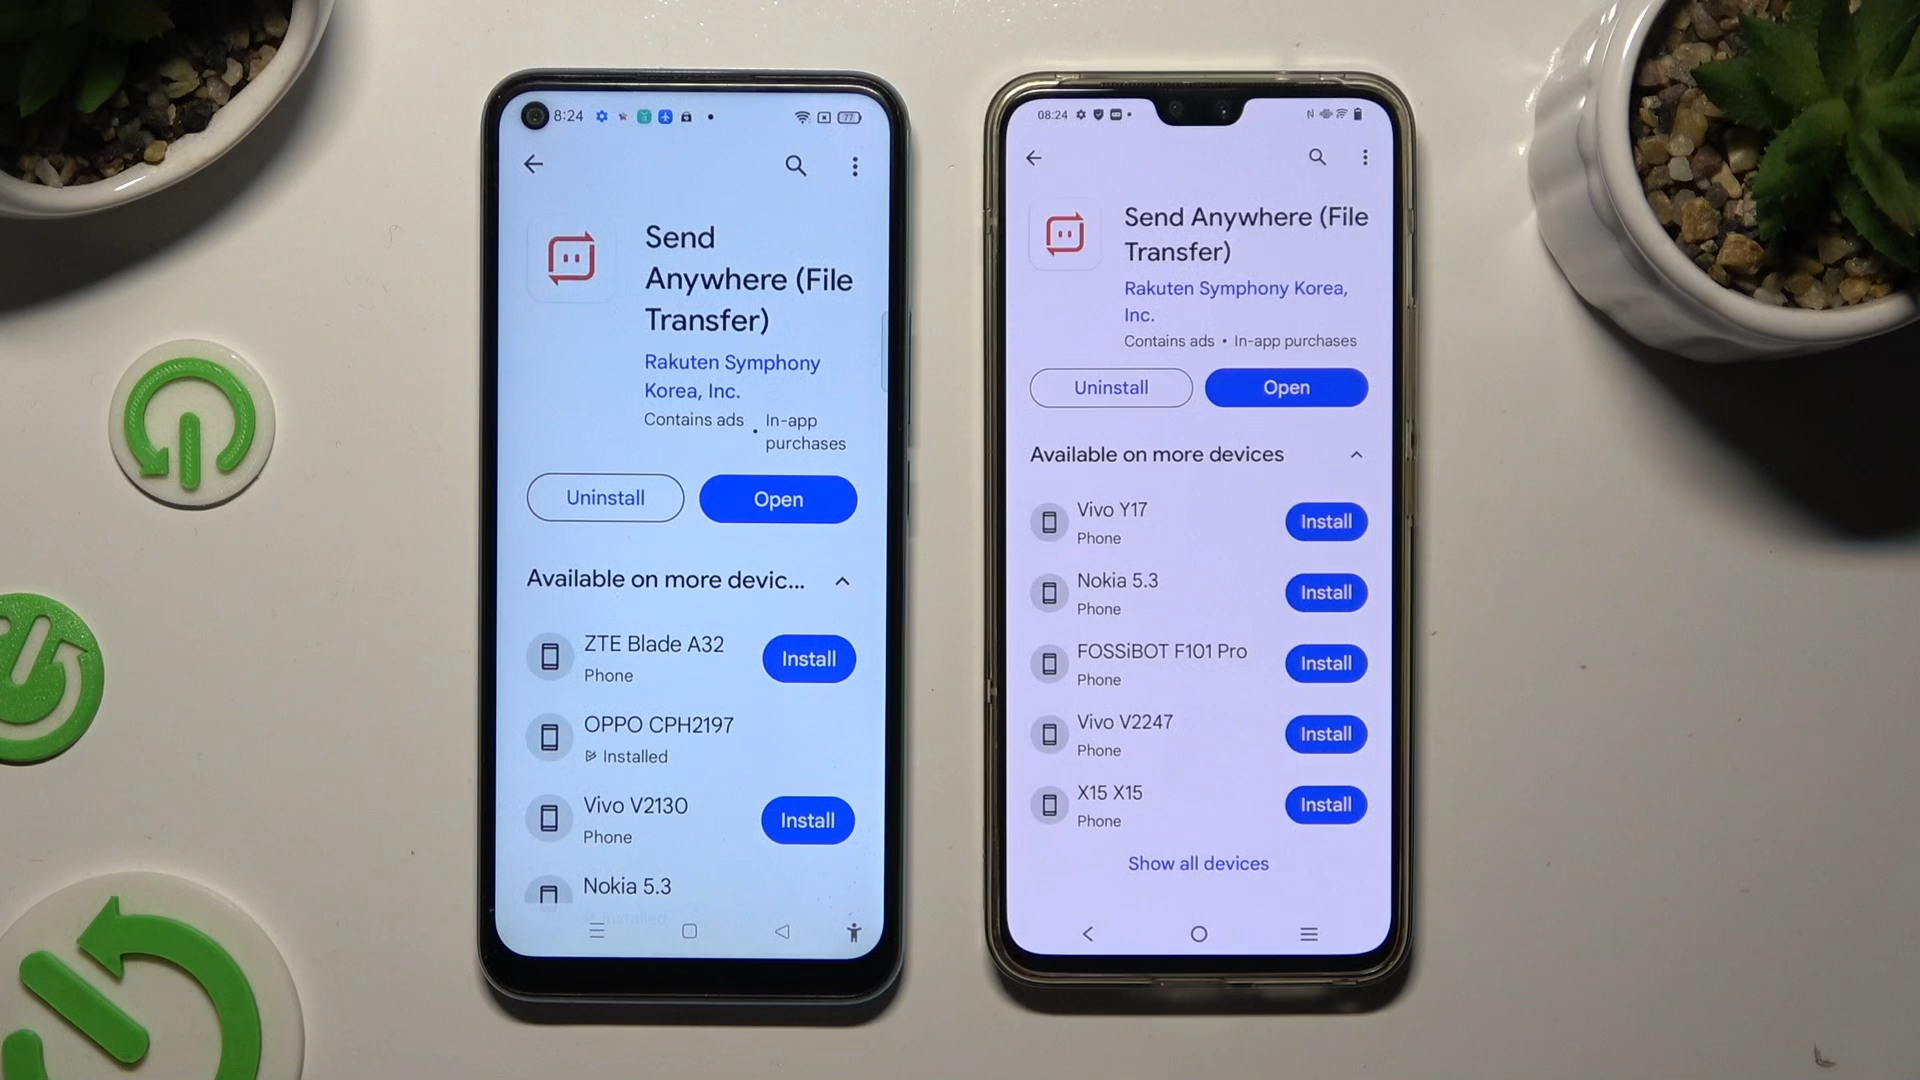 8:24
77
Send
Anywhere (File
Transfer)
Rakuten Symphony
Korea, Inc.
Contains ads • In-app
purchases
Uninstall
Open
Available on more devic...
ZTE Blade A32
Phone
Install
OPPO CPH2197
Installed
Vivo V2130
Phone
Install
Nokia 5.3
Installed
08:24
Send Anywhere (File
Transfer)
Rakuten Symphony Korea,
Inc.
Contains ads • In-app purchases
Uninstall
Open
Available on more devices
Vivo Y17
Phone
Install
Nokia 5.3
Phone
Install
FOSSiBOT F101 Pro
Phone
Install
Vivo V2247
Phone
Install
X15 X15
Phone
Install
Show all devices